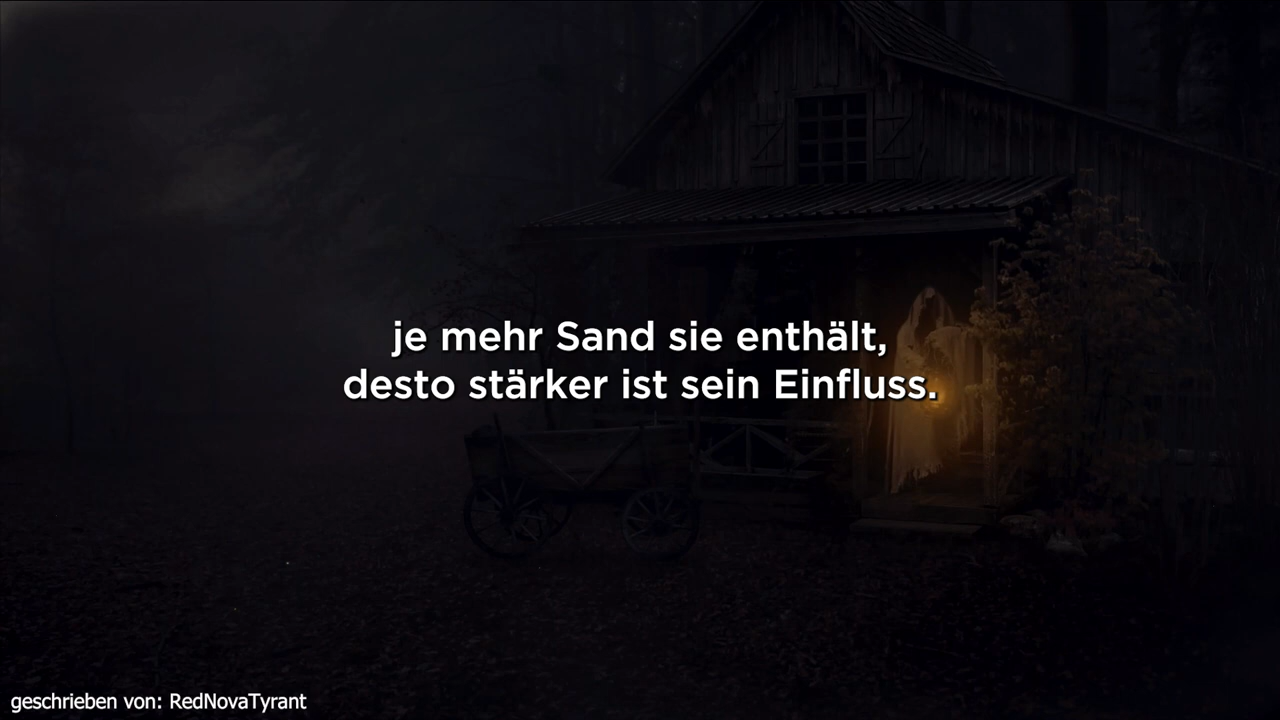 je mehr Sand sie enthält,
desto stärker ist sein Einfluss.
geschrieben von: RedNovaTyrant